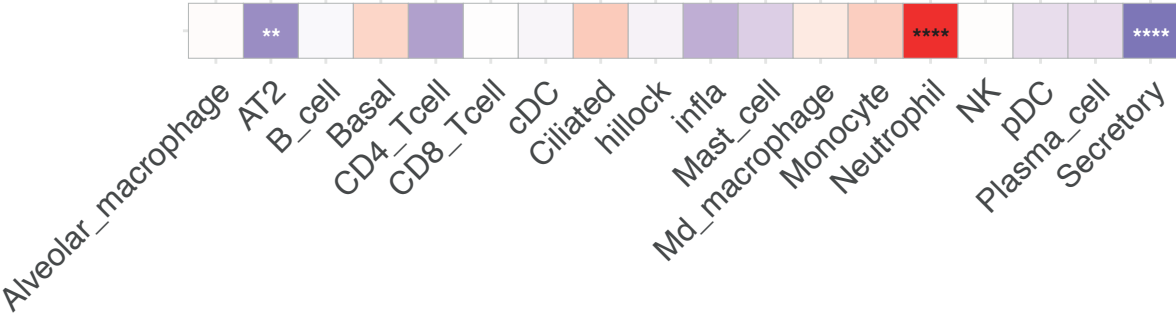 ** **** ****
Alveolar_macrophage
AT2
B_cell
Basal
CD4_Tcell
CD8_Tcell
cDC
Ciliated
hillock
infla
Mast_cell
Md_macrophage
Monocyte
Neutrophil
NK
pDC
Plasma_cell
Secretory